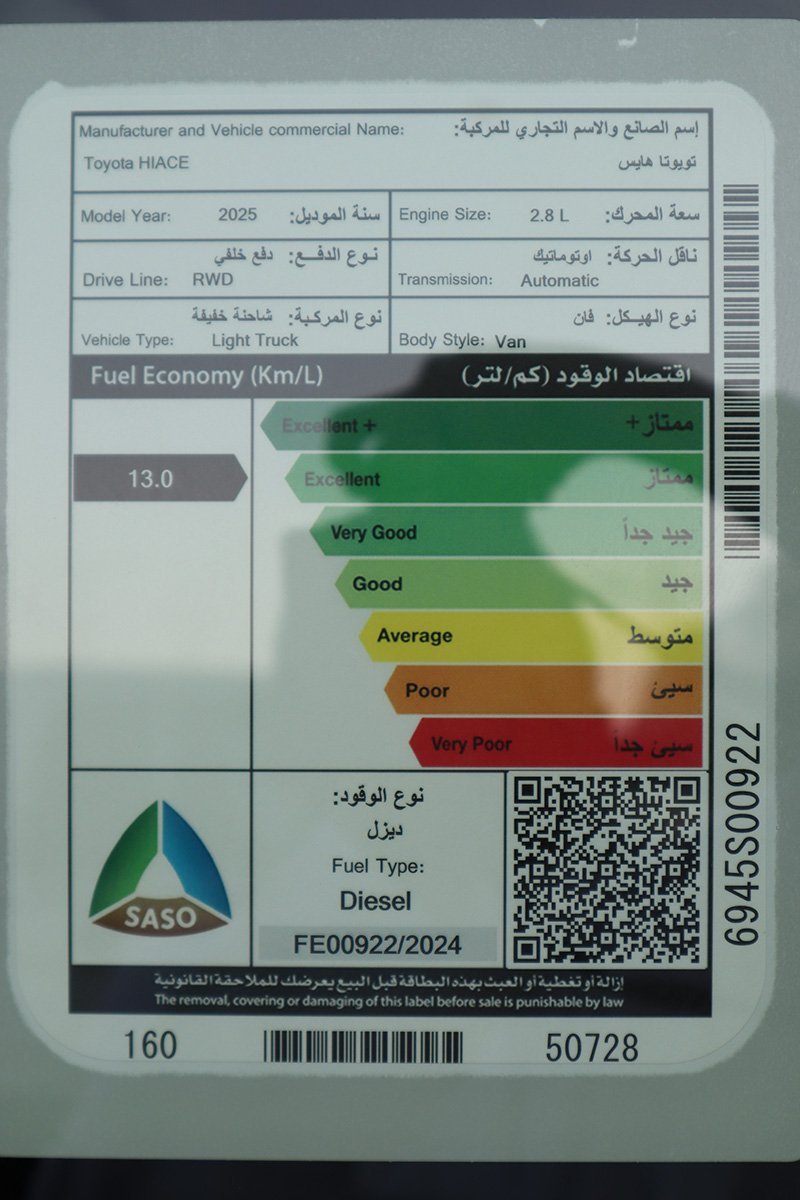 Manufacturer and Vehicle commercial Name: إسم الصانع والاسم التجاري للمركبة:
Toyota HIACE تويوتا هايس
Model Year: 2025 سنة الموديل:
Engine Size: 2.8 L سعة المحرك:
نوع الدفع: دفع خلفي
Drive Line: RWD
ناقل الحركة: اوتوماتيك
Transmission: Automatic
نوع المركبة: شاحنة خفيفة
Vehicle Type: Light Truck
نوع الهيكل: فان
Body Style: Van
Fuel Economy (Km/L) اقتصاد الوقود (كم/لتر)
Excellent + ممتاز +
13.0
Excellent ممتاز
Very Good جيد جداً
Good جيد
Average متوسط
Poor سيئ
Very Poor سيئ جداً
SASO
نوع الوقود:
ديزل
Fuel Type:
Diesel
FE00922/2024
6945S00922
إزالة أو تغطية أو العبث بهذه البطاقة قبل البيع يعرضك للملاحقة القانونية
The removal, covering or damaging of this label before sale is punishable by law
160 50728